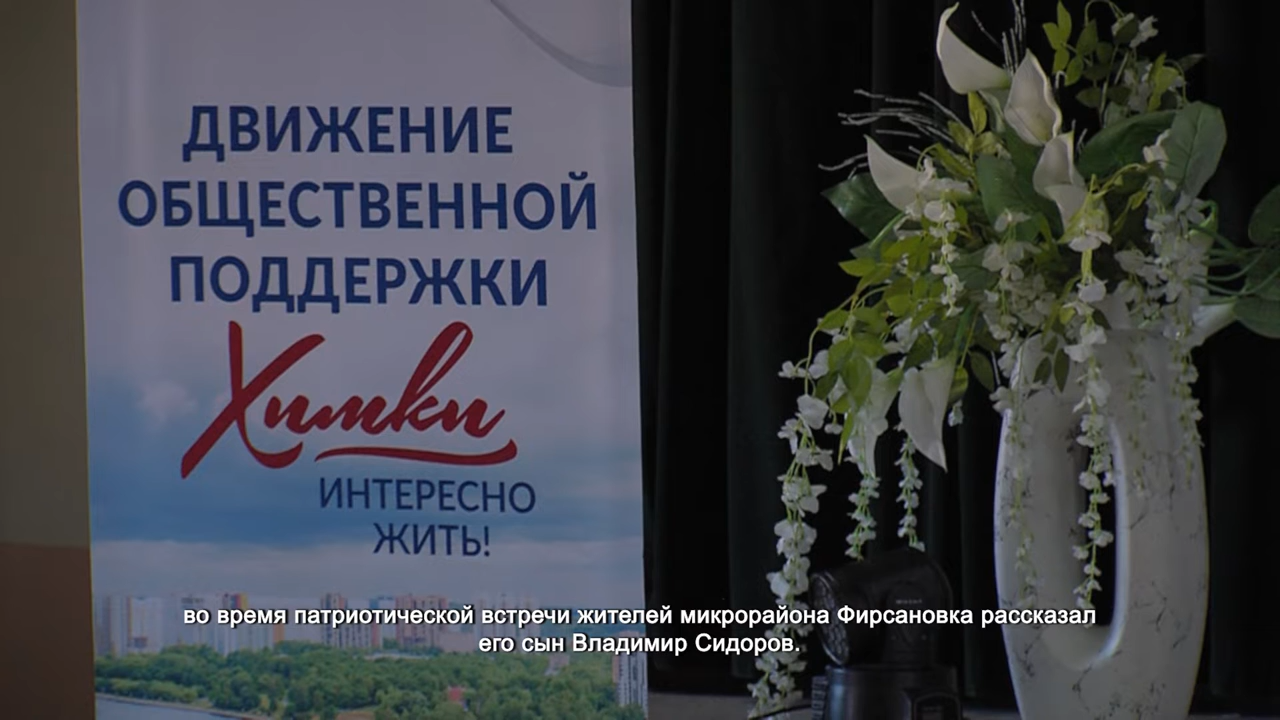 ДВИЖЕНИЕ
ОБЩЕСТВЕННОЙ
ПОДДЕРЖКИ
Химки
ИНТЕРЕСНО
ЖИТЬ!
во время патриотической встречи жителей микрорайона Фирсановка рассказал
его сын Владимир Сидоров.